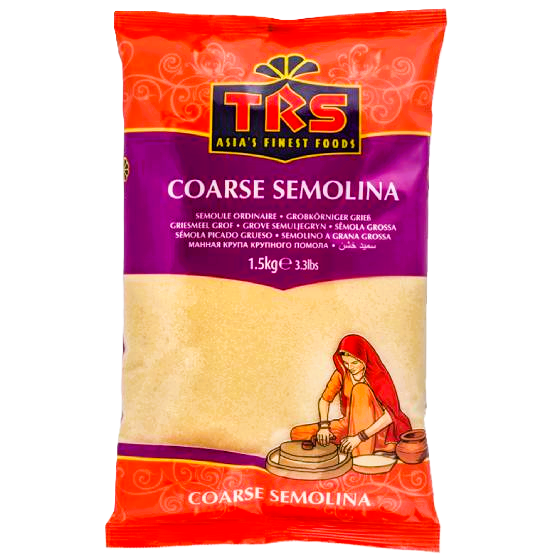 TRS
ASIA'S FINEST FOODS
COARSE SEMOLINA
SEMOULE ORDINAIRE • GROBKÖRNIGER GRIEß
GRIESMEEL GROF • GROVE SEMULJEGRYN • SÊMOLA GROSSA
SÉMOLA PICADO GRUESO • SEMOLINO A GRANA GROSSA
МАННАЯ КРУПА КРУПНОГО ПОМОЛА • سميد خشن
1.5kg ℮ 3.3lbs
COARSE SEMOLINA